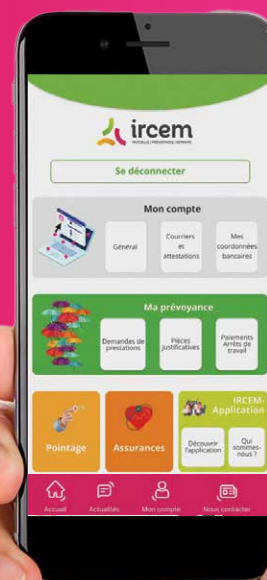 ircem
MUTUELLE | PRÉVOYANCE | RETRAITE
Se déconnecter
Mon compte
Général
Courriers
et
attestations
Mes
coordonnées
bancaires
Ma prévoyance
Demandes de
prestations
Pièces
justificatives
Paiements
Arrêts de
travail
Pointage
Assurances
IRCEM-
Application
Découvrir
l'application
Qui
sommes-
nous ?
Accueil
Actualités
Mon compte
Nous contacter